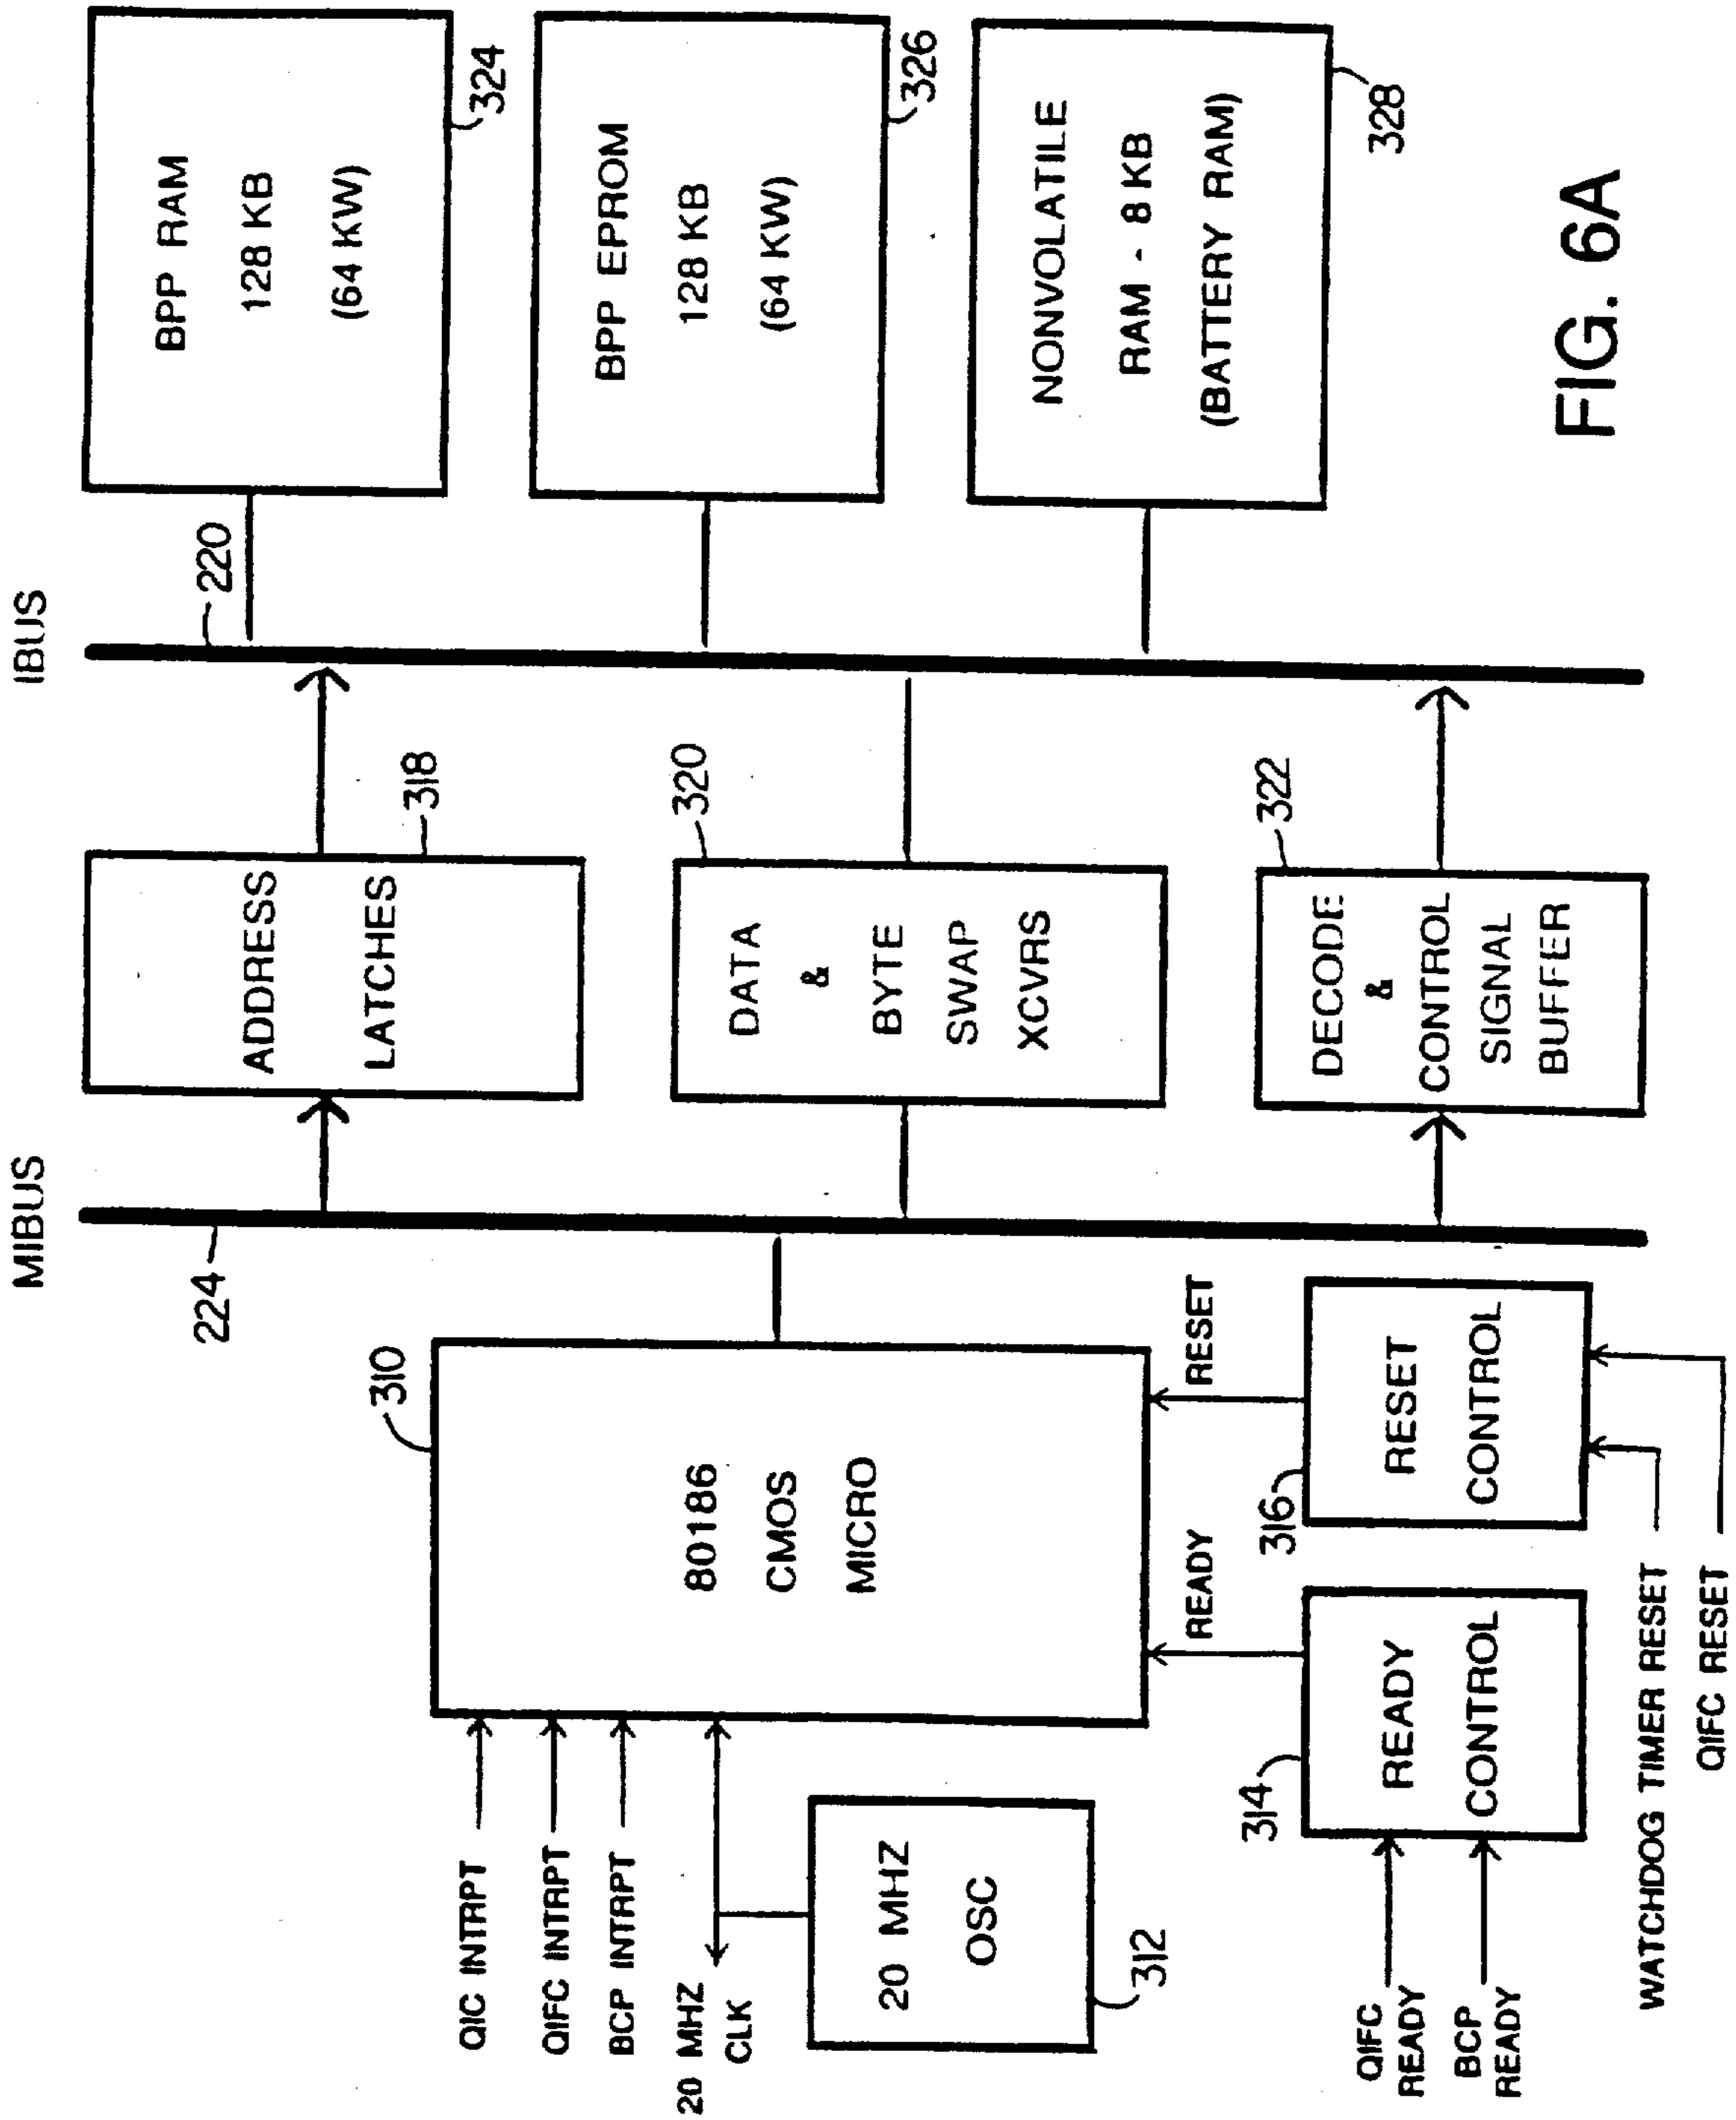 MIBUS
IBUS
224
220
QIC INTRPT
QIFC INTRPT
BCP INTRPT
20 MHZ
CLK
20 MHZ
OSC
312
310
80186
CMOS
MICRO
READY
RESET
QIFC
READY
BCP
READY
314
READY
CONTROL
316
RESET
CONTROL
WATCHDOG TIMER RESET
QIFC RESET
ADDRESS
LATCHES
318
320
DATA
&
BYTE
SWAP
XCVRS
322
DECODE
&
CONTROL
SIGNAL
BUFFER
BPP RAM
128 KB
(64 KW)
324
BPP EPROM
128 KB
(64 KW)
326
NONVOLATILE
RAM - 8 KB
(BATTERY RAM)
328
FIG. 6A